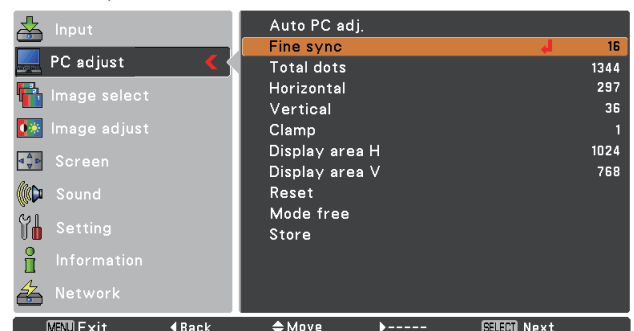 Input
PC adjust
Image select
Image adjust
Screen
Sound
Setting
Information
Network
Auto PC adj.
Fine sync 16
Total dots 1344
Horizontal 297
Vertical 36
Clamp 1
Display area H 1024
Display area V 768
Reset
Mode free
Store
MENU Exit Back Move ----- SELECT Next